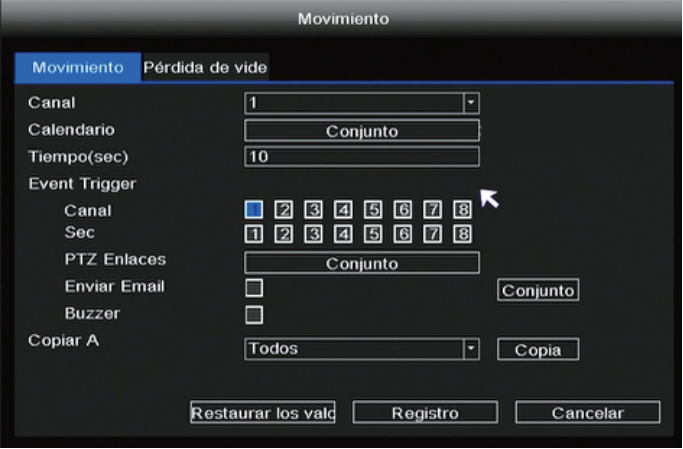 Movimiento
Movimiento Pérdida de vide
Canal 1
Calendario Conjunto
Tiempo(sec) 10
Event Trigger
Canal 1 2 3 4 5 6 7 8
Sec 1 2 3 4 5 6 7 8
PTZ Enlaces Conjunto
Enviar Email Conjunto
Buzzer
Copiar A Todos Copia
Restaurar los valo Registro Cancelar